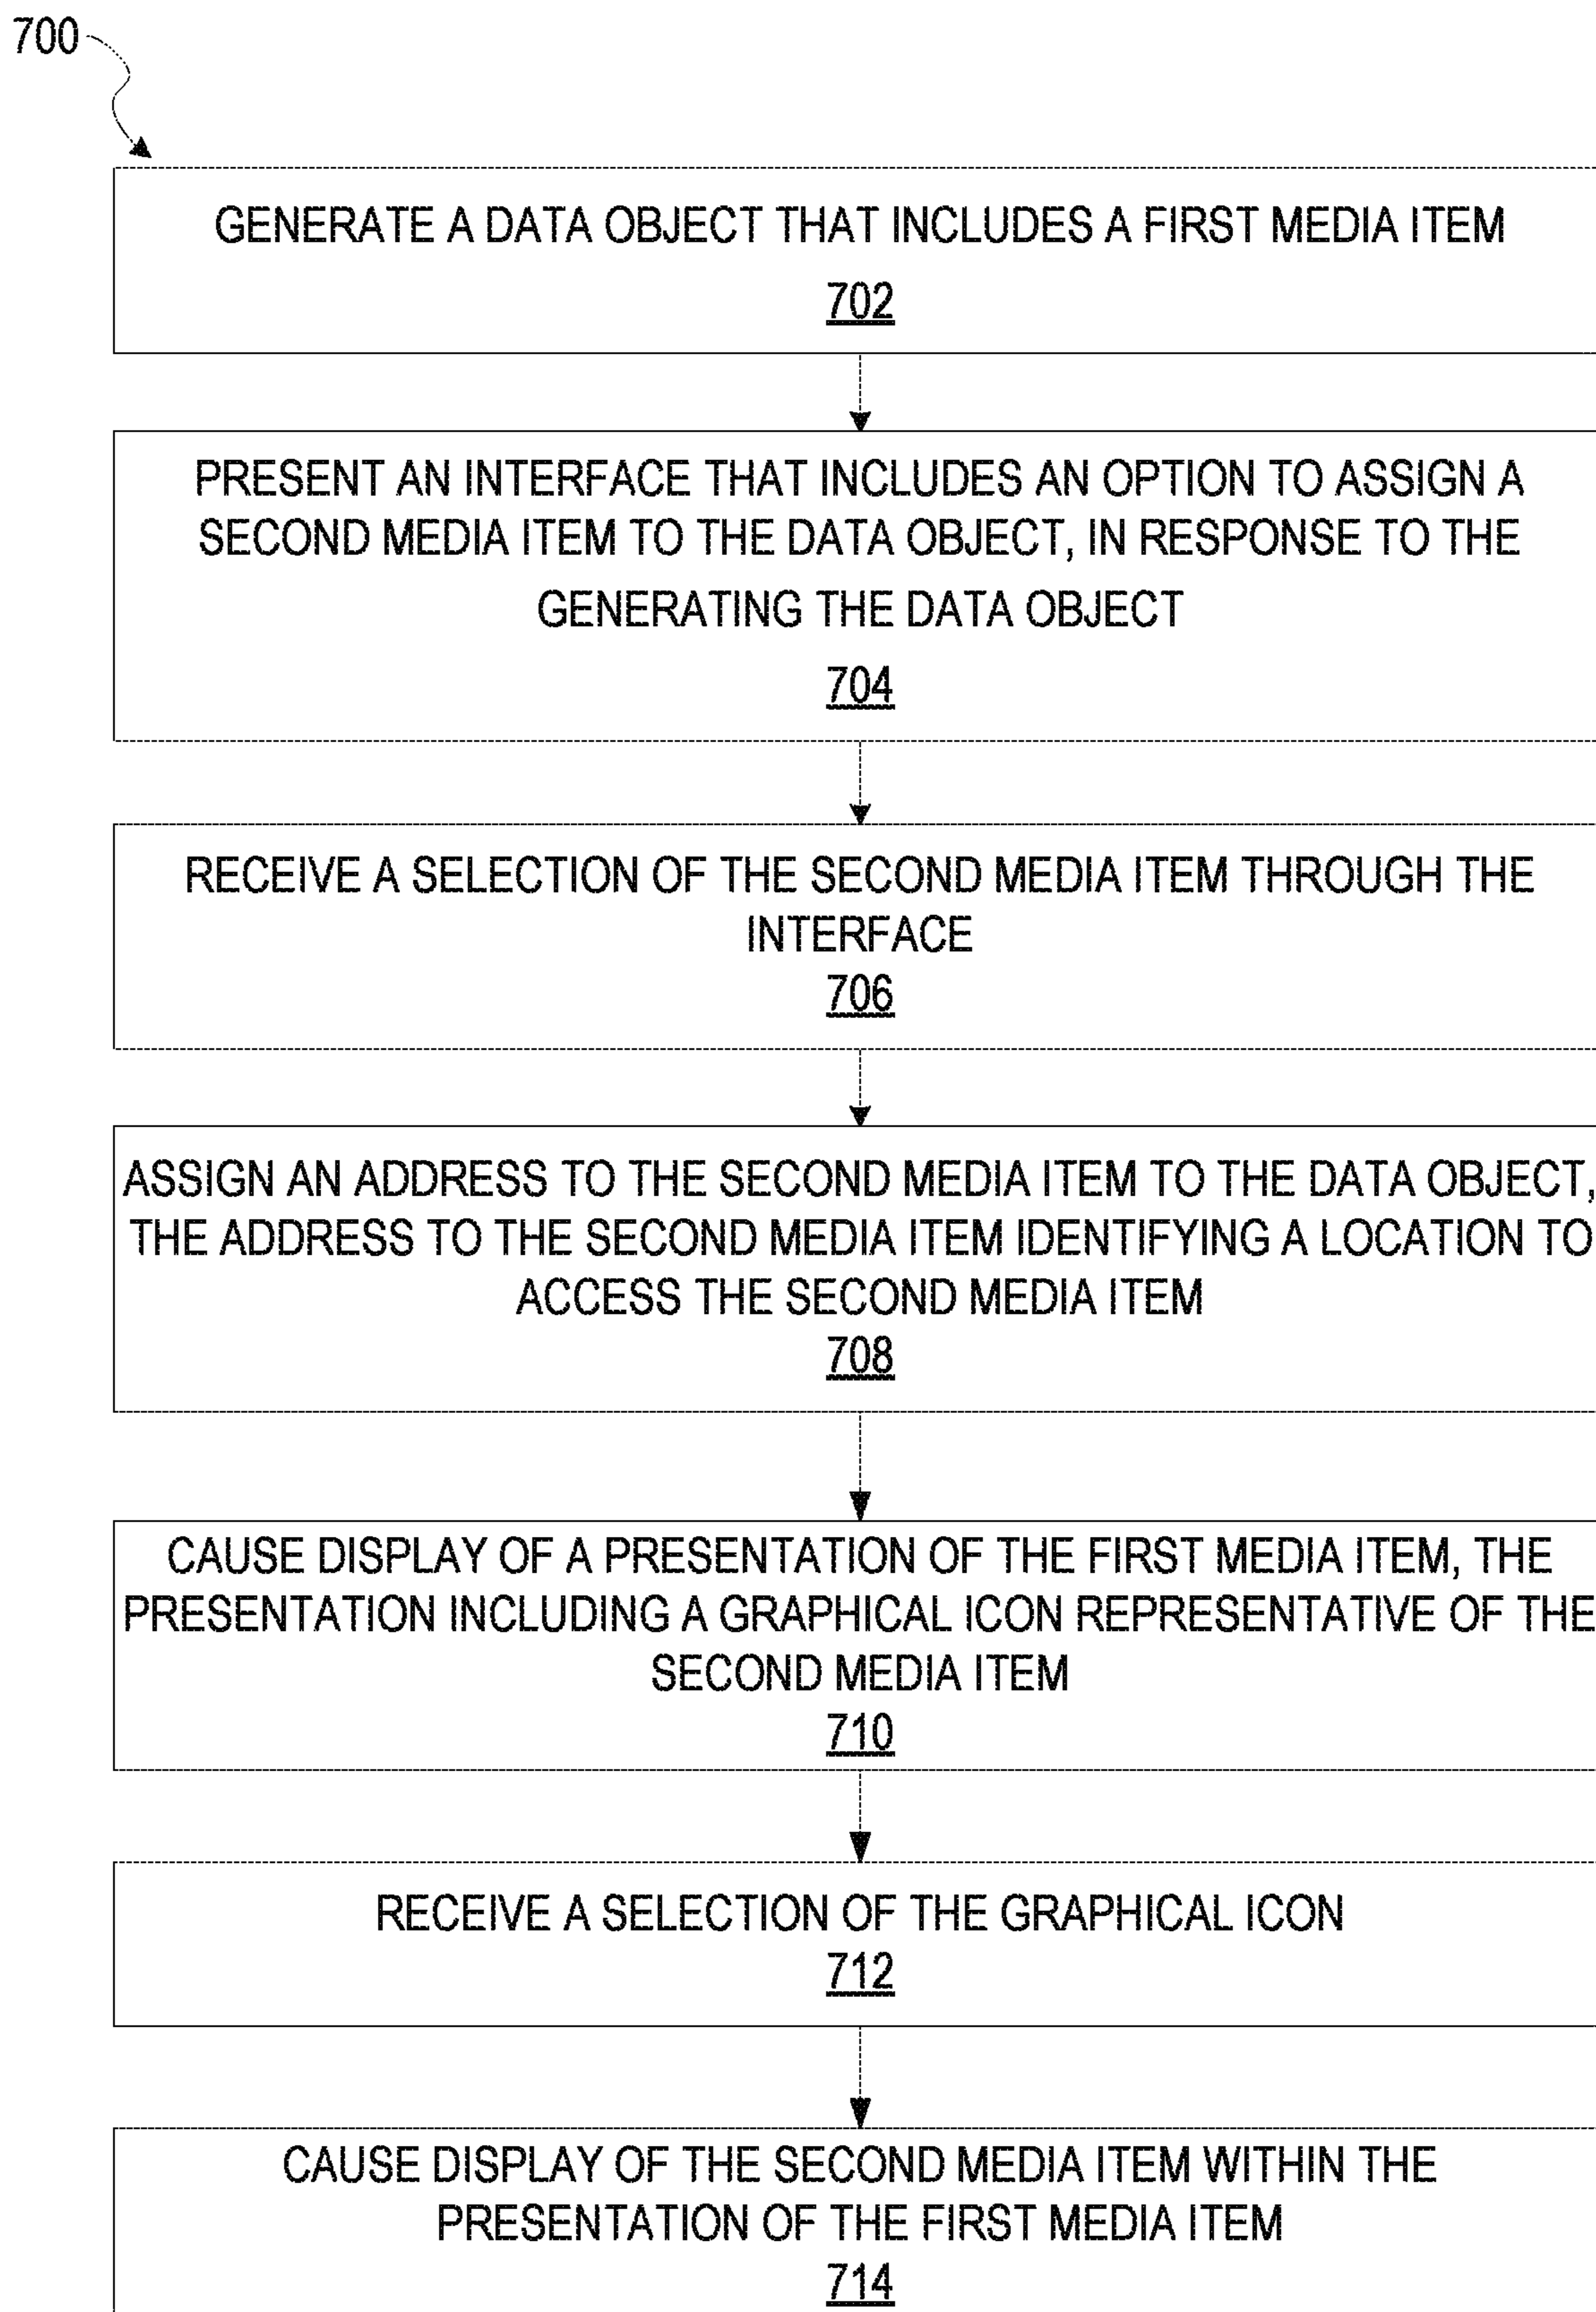 700
GENERATE A DATA OBJECT THAT INCLUDES A FIRST MEDIA ITEM
702
PRESENT AN INTERFACE THAT INCLUDES AN OPTION TO ASSIGN A
SECOND MEDIA ITEM TO THE DATA OBJECT, IN RESPONSE TO THE
GENERATING THE DATA OBJECT
704
RECEIVE A SELECTION OF THE SECOND MEDIA ITEM THROUGH THE
INTERFACE
706
ASSIGN AN ADDRESS TO THE SECOND MEDIA ITEM TO THE DATA OBJECT,
THE ADDRESS TO THE SECOND MEDIA ITEM IDENTIFYING A LOCATION TO
ACCESS THE SECOND MEDIA ITEM
708
CAUSE DISPLAY OF A PRESENTATION OF THE FIRST MEDIA ITEM, THE
PRESENTATION INCLUDING A GRAPHICAL ICON REPRESENTATIVE OF THE
SECOND MEDIA ITEM
710
RECEIVE A SELECTION OF THE GRAPHICAL ICON
712
CAUSE DISPLAY OF THE SECOND MEDIA ITEM WITHIN THE
PRESENTATION OF THE FIRST MEDIA ITEM
714